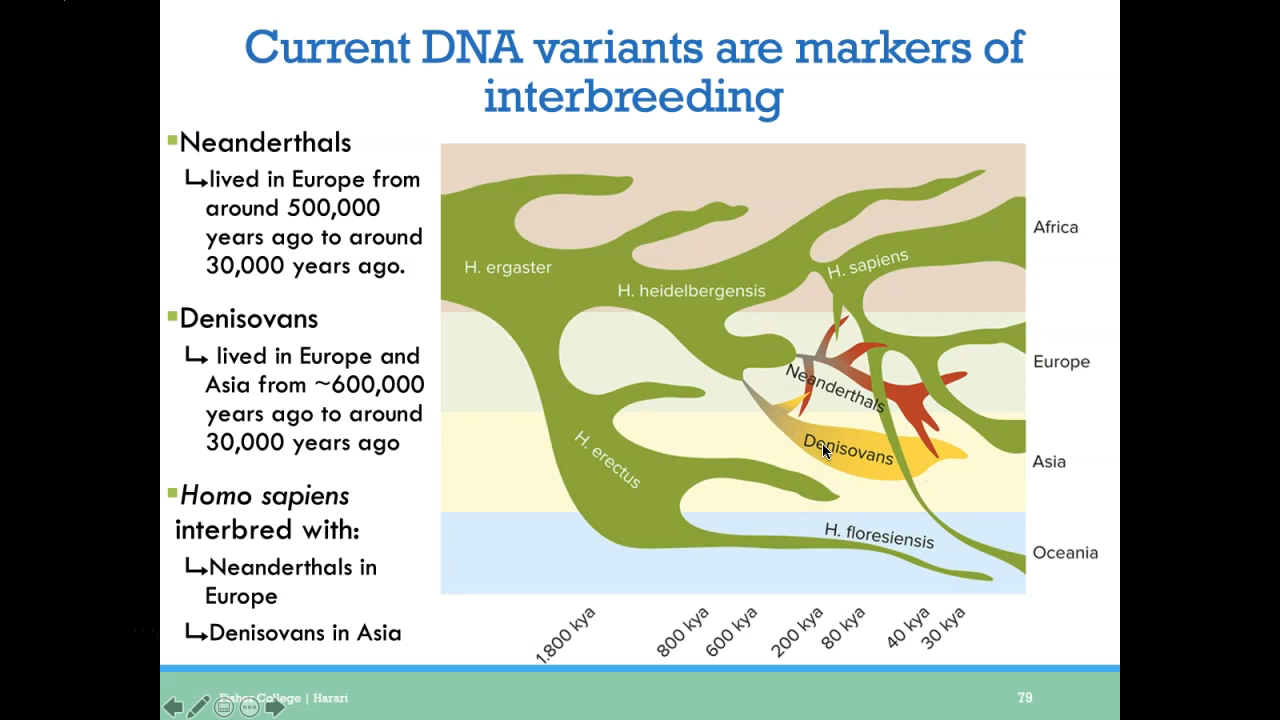 Current DNA variants are markers of
interbreeding
Neanderthals
lived in Europe from
around 500,000
years ago to around
30,000 years ago.
Denisovans
lived in Europe and
Asia from ~600,000
years ago to around
30,000 years ago
Homo sapiens
interbred with:
Neanderthals in
Europe
Denisovans in Asia
H. ergaster
H. heidelbergensis
H. sapiens
Neanderthals
Denisovans
H. erectus
H. floresiensis
Africa
Europe
Asia
Oceania
1.800 kya
800 kya
600 kya
200 kya
80 kya
40 kya
30 kya
Fisher College | Harari
79